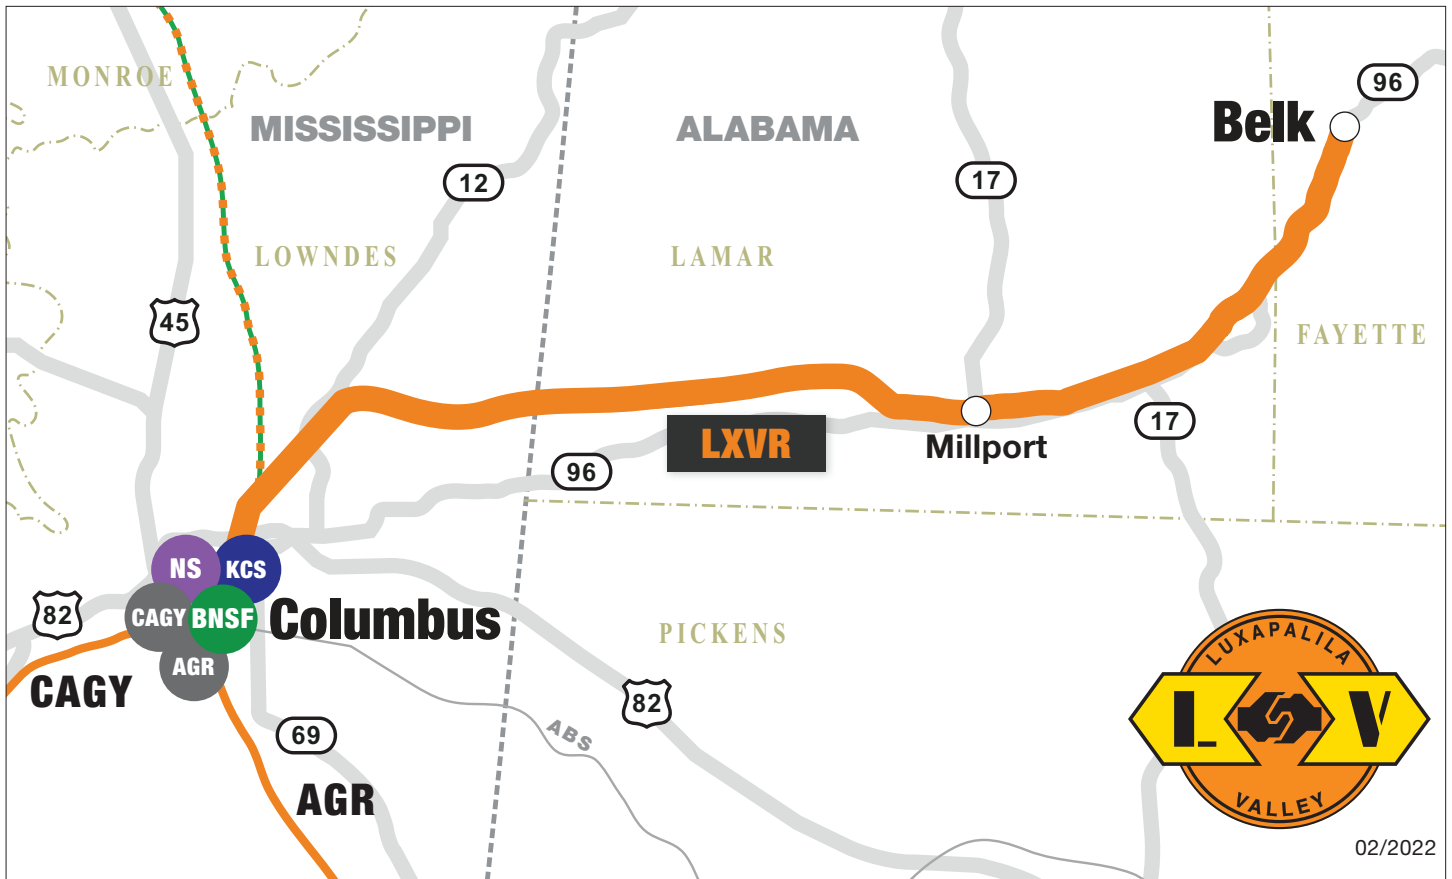 MONROE
96
Belk
MISSISSIPPI
ALABAMA
12
17
LOWNDES
LAMAR
45
FAYETTE
17
LXVR
Millport
96
NS
KCS
82
CAGY
BNSF
Columbus
PICKENS
AGR
CAGY
82
69
ABS
AGR
LUXAPALILA
L V
VALLEY
02/2022